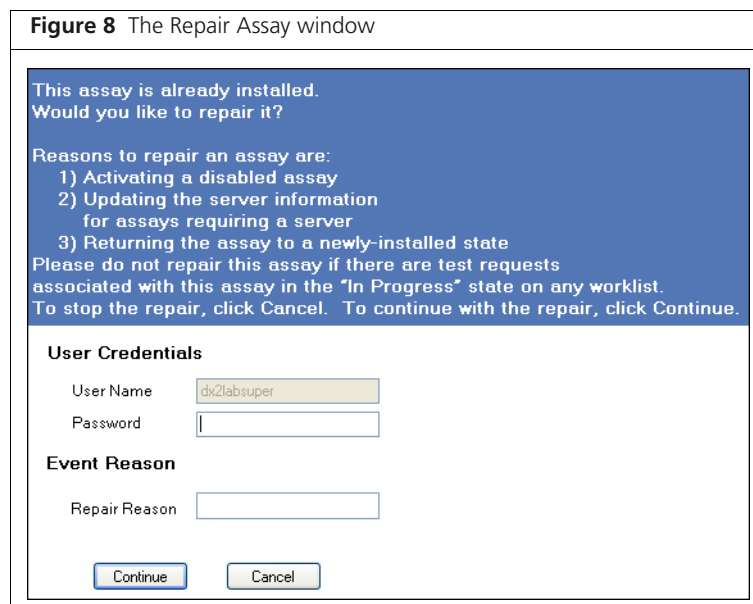 Figure 8 The Repair Assay window
This assay is already installed.
Would you like to repair it?
Reasons to repair an assay are:
1) Activating a disabled assay
2) Updating the server information
for assays requiring a server
3) Returning the assay to a newly-installed state
Please do not repair this assay if there are test requests
associated with this assay in the "In Progress" state on any worklist.
To stop the repair, click Cancel. To continue with the repair, click Continue.
User Credentials
User Name dx2labsuper
Password
Event Reason
Repair Reason
Continue Cancel